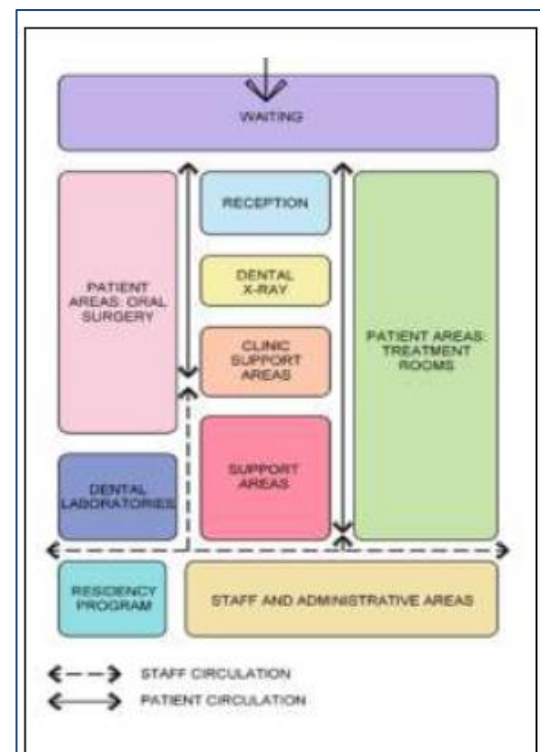 WAITING
RECEPTION
DENTAL
X-RAY
PATIENT
AREAS: ORAL
SURGERY
CLINIC
SUPPORT
AREAS
PATIENT AREAS:
TREATMENT
ROOMS
SUPPORT
AREAS
DENTAL
LABORATORIES
RESIDENCY
PROGRAM
STAFF AND ADMINISTRATIVE AREAS
STAFF CIRCULATION
PATIENT CIRCULATION